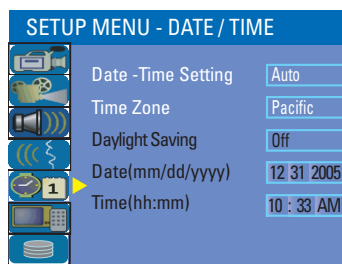 SETUP MENU - DATE / TIME
Date -Time Setting Auto
Time Zone Pacific
Daylight Saving Off
Date(mm/dd/yyyy) 12 31 2005
Time(hh:mm) 10 : 33 AM
1